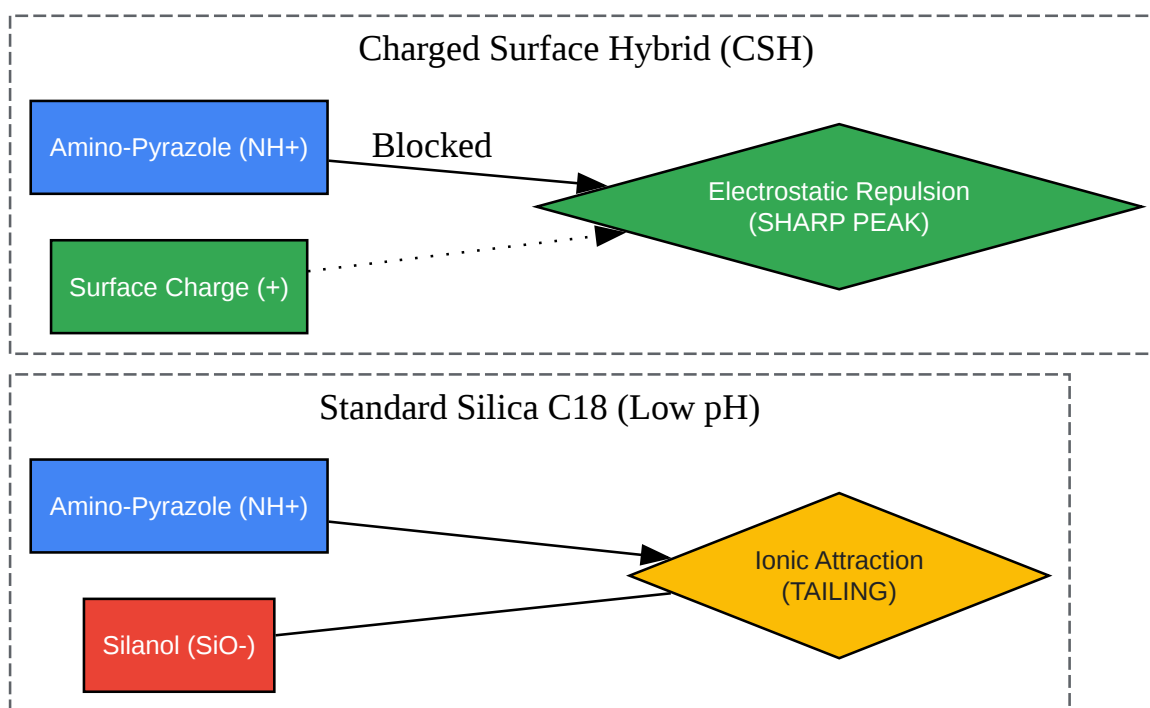 Charged Surface Hybrid (CSH)
Amino-Pyrazole (NH+)
Blocked
Electrostatic Repulsion
(SHARP PEAK)
Surface Charge (+)
Standard Silica C18 (Low pH)
Amino-Pyrazole (NH+)
Ionic Attraction
(TAILING)
Silanol (SiO-)